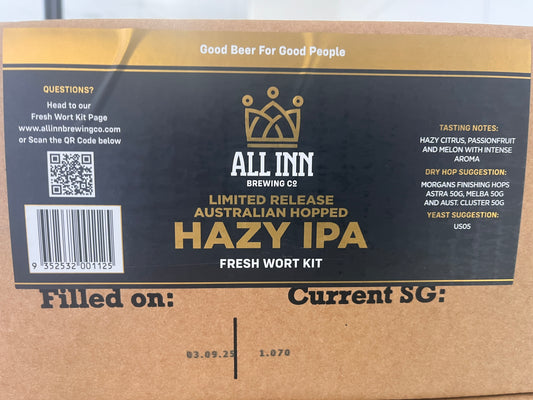 Good Beer For Good People
QUESTIONS?
Head to our
Fresh Wort Kit Page
www.allinnbrewingco.com
or Scan the QR Code below
9 352532 001125
ALL INN
BREWING Co
LIMITED RELEASE
AUSTRALIAN HOPPED
HAZY IPA
FRESH WORT KIT
TASTING NOTES:
HAZY CITRUS, PASSIONFRUIT
AND MELON WITH INTENSE
AROMA
DRY HOP SUGGESTION:
MORGANS FINISHING HOPS
ASTRA 50G, MELBA 50G
AND AUST. CLUSTER 50G
YEAST SUGGESTION:
US05
Filled on:
Current SG:
03.09.25
1.070